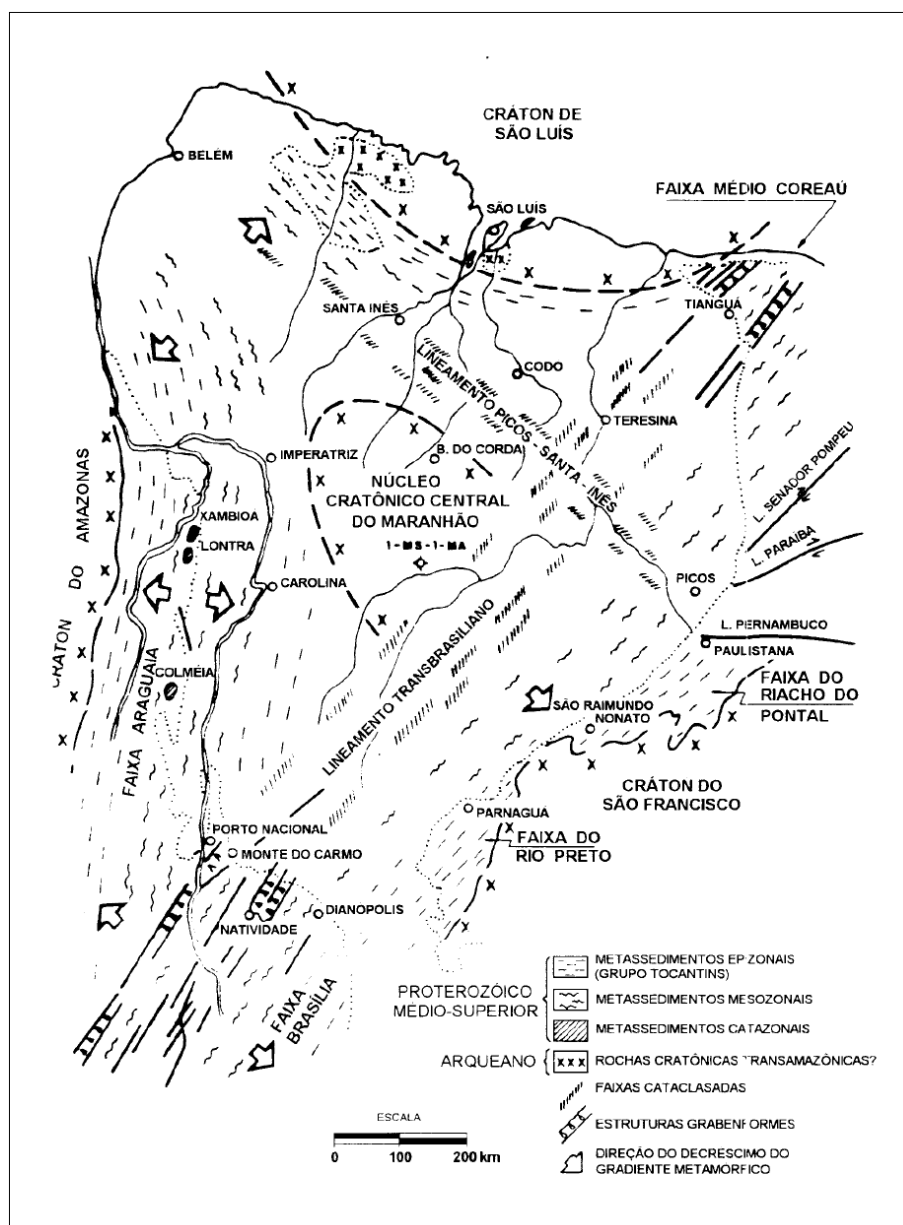 CRÁTON DE
SÃO LUÍS
BELÉM
FAIXA MÉDIO COREAÚ
SÃO LUÍS
TIANGUÁ
SANTA INÉS
LINEAMENTO PICOS - SANTA - INÉS
CODO
TERESINA
IMPERATRIZ
B. DO CORDA
NÚCLEO
CRATÔNICO CENTRAL
DO MARANHÃO
1-MS-1-MA
CRATON DO AMAZONAS
XAMBIOA
LONTRA
L. SENADOR POMPEU
L. PARAIBA
CAROLINA
PICOS
L. PERNAMBUCO
PAULISTANA
COLMÉIA
FAIXA ARAGUAIA
LINEAMENTO TRANSBRASILIANO
FAIXA DO
RIACHO DO
PONTAL
SÃO RAIMUNDO
NONATO
CRÁTON DO
SÃO FRANCISCO
PARNAGUÁ
FAIXA DO
RIO PRETO
PORTO NACIONAL
MONTE DO CARMO
NATIVIDADE
DIANOPOLIS
FAIXA
BRASÍLIA
PROTEROZÓICO
MÉDIO-SUPERIOR
METASSEDIMENTOS EPIZONAIS
(GRUPO TOCANTINS)
METASSEDIMENTOS MESOZONAIS
METASSEDIMENTOS CATAZONAIS
ARQUEANO
ROCHAS CRATÔNICAS TRANSAMAZÔNICAS?
FAIXAS CATACLASADAS
ESTRUTURAS GRABENFORMES
DIREÇÃO DO DECRÉSCIMO DO
GRADIENTE METAMORFICO
ESCALA
0 100 200 km